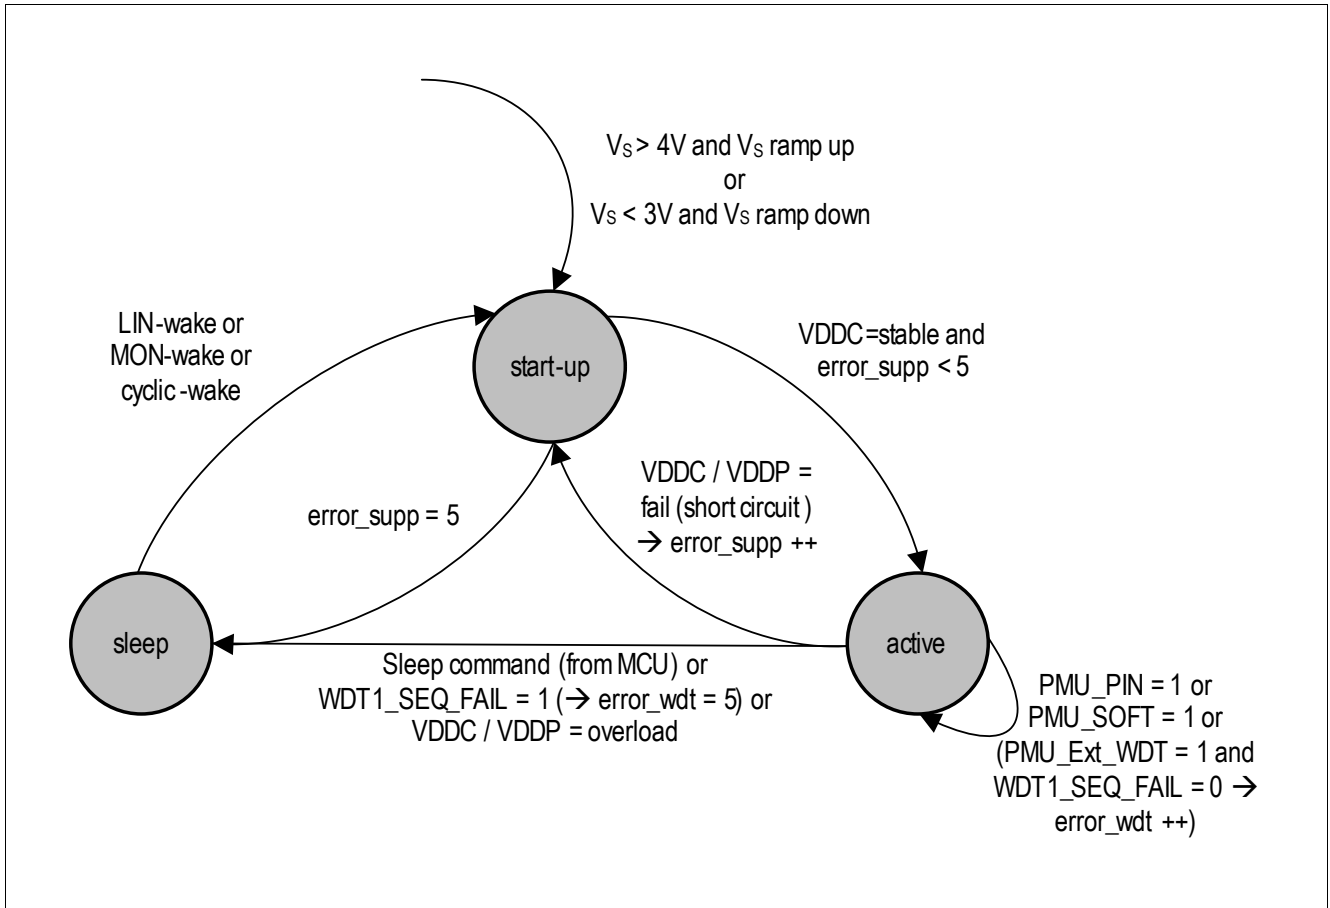 VS > 4V and VS ramp up
or
VS < 3V and VS ramp down
LIN-wake or
MON-wake or
cyclic-wake
start-up
VDDC=stable and
error_supp < 5
VDDC / VDDP =
fail (short circuit)
→ error_supp ++
error_supp = 5
sleep
active
Sleep command (from MCU) or
WDT1_SEQ_FAIL = 1 (→ error_wdt = 5) or
VDDC / VDDP = overload
PMU_PIN = 1 or
PMU_SOFT = 1 or
(PMU_Ext_WDT = 1 and
WDT1_SEQ_FAIL = 0 →
error_wdt ++)